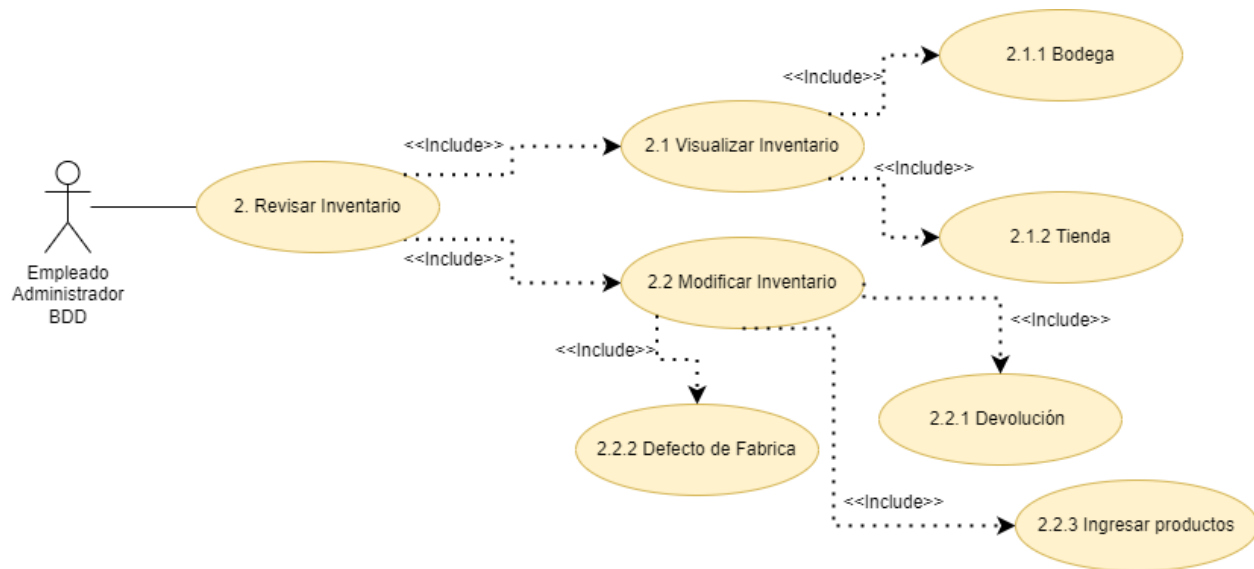 2.1.1 Bodega
<<Include>>
<<Include>>
2.1 Visualizar Inventario
<<Include>>
2. Revisar Inventario
2.1.2 Tienda
<<Include>>
Empleado
Administrador
BDD
2.2 Modificar Inventario
<<Include>>
<<Include>>
2.2.1 Devolución
2.2.2 Defecto de Fabrica
<<Include>>
2.2.3 Ingresar productos